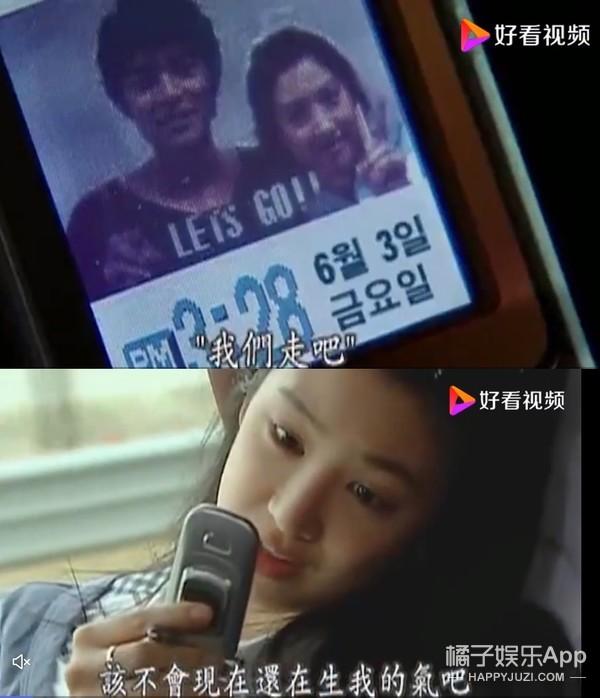 好看视频
LETS GO!!
PM 3:28
6월 3일
금요일
"我們走吧"
好看视频
該不會現在還在生我的氣吧
橘子娱乐App
HAPPYJUZI.COM